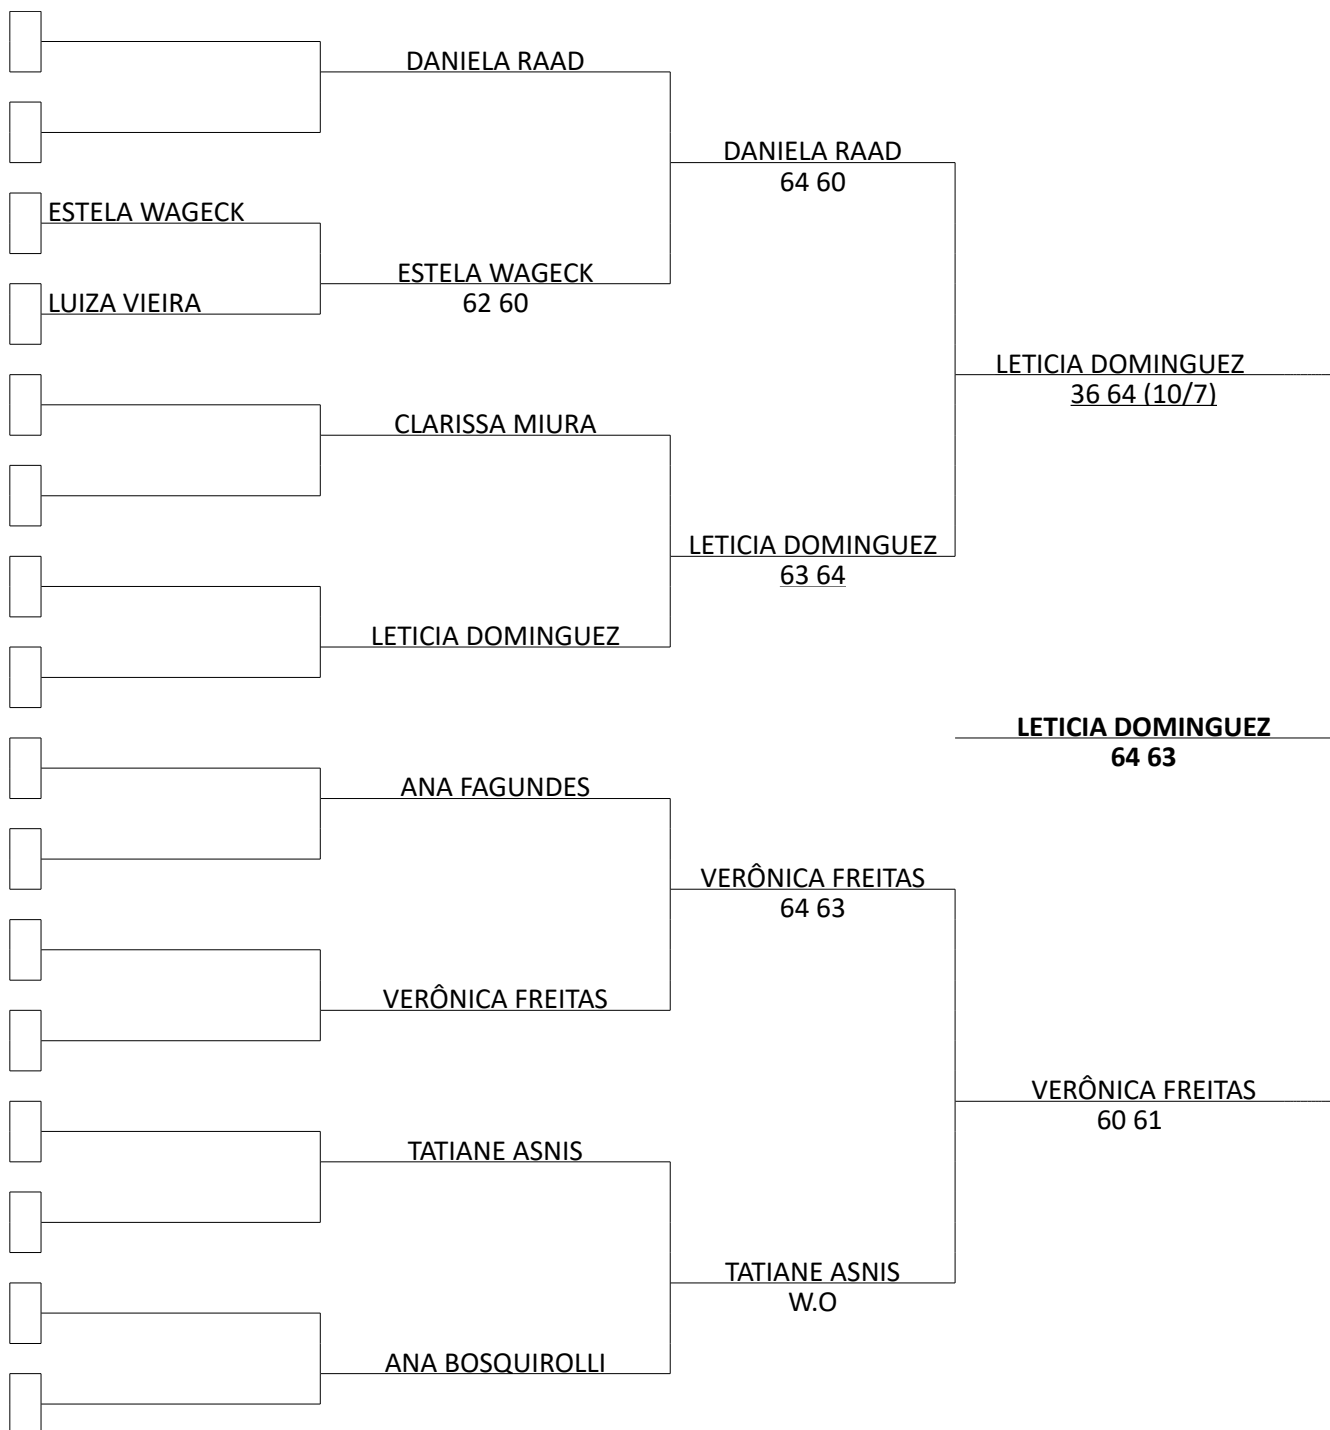 DANIELA RAAD
DANIELA RAAD
64 60
ESTELA WAGECK
ESTELA WAGECK
62 60
LUIZA VIEIRA
LETICIA DOMINGUEZ
36 64 (10/7)
CLARISSA MIURA
LETICIA DOMINGUEZ
63 64
LETICIA DOMINGUEZ
LETICIA DOMINGUEZ
64 63
ANA FAGUNDES
VERÔNICA FREITAS
64 63
VERÔNICA FREITAS
VERÔNICA FREITAS
60 61
TATIANE ASNIS
TATIANE ASNIS
W.O
ANA BOSQUIROLLI